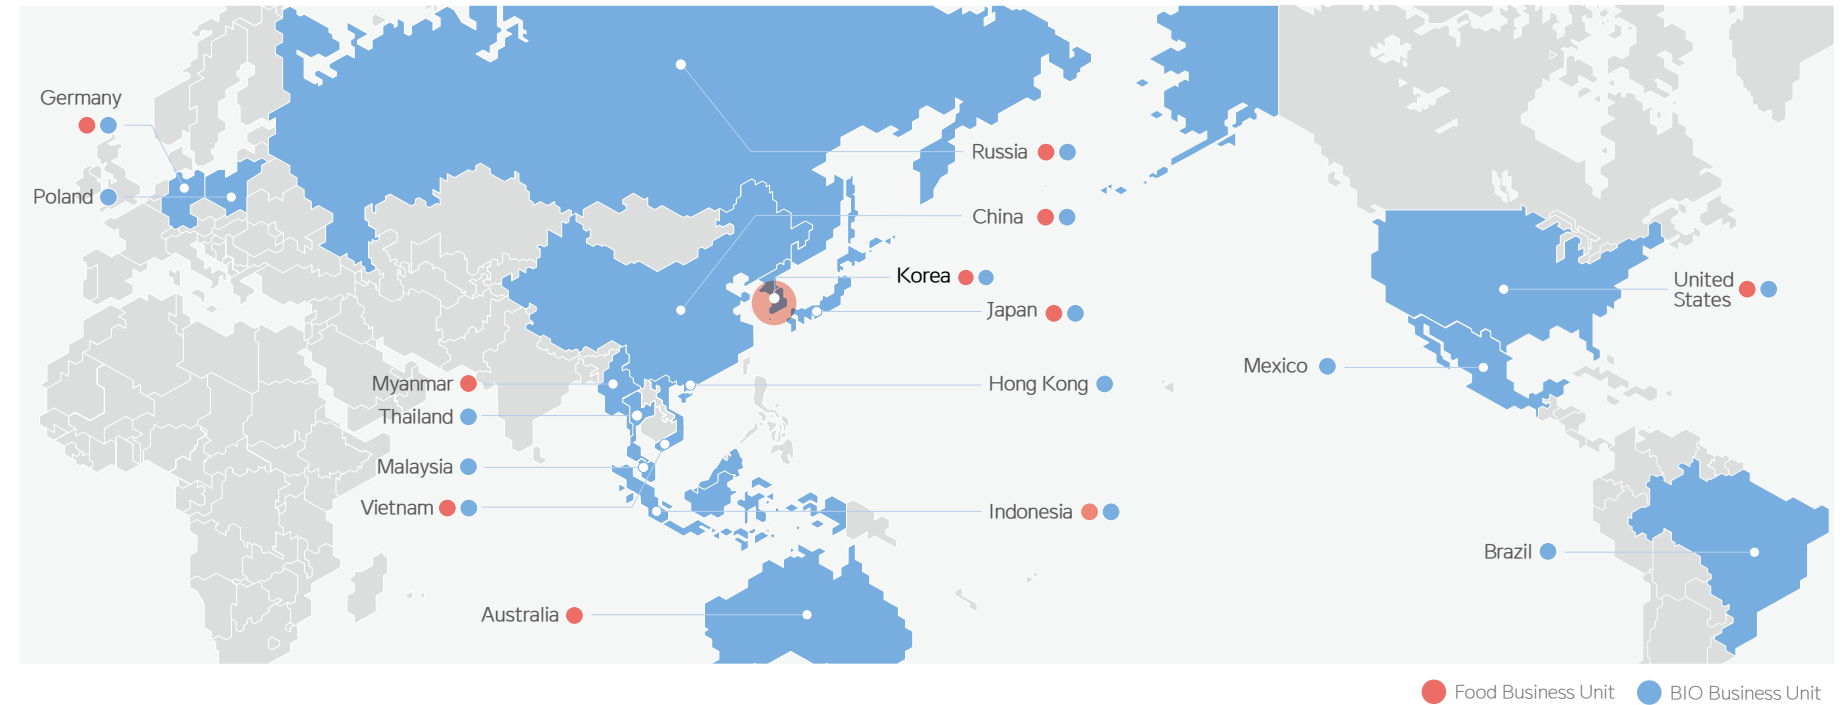 Germany
Poland
Russia
China
Korea
Japan
United
States
Mexico
Myanmar
Hong Kong
Thailand
Malaysia
Vietnam
Indonesia
Brazil
Australia
Food Business Unit
BIO Business Unit